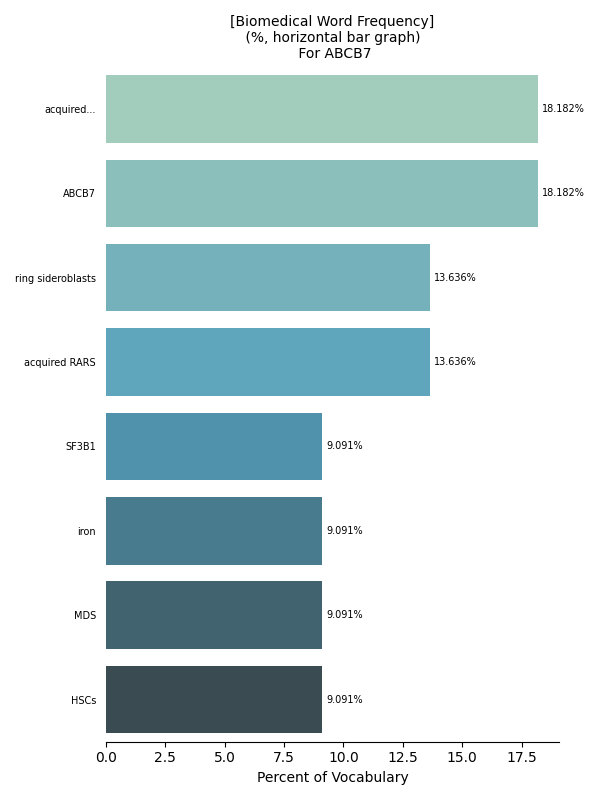 [Biomedical Word Frequency]
(%, horizontal bar graph)
For ABCB7
acquired...
18.182%
ABCB7
18.182%
ring sideroblasts
13.636%
acquired RARS
13.636%
SF3B1
9.091%
iron
9.091%
MDS
9.091%
HSCs
9.091%
0.0 2.5 5.0 7.5 10.0 12.5 15.0 17.5
Percent of Vocabulary